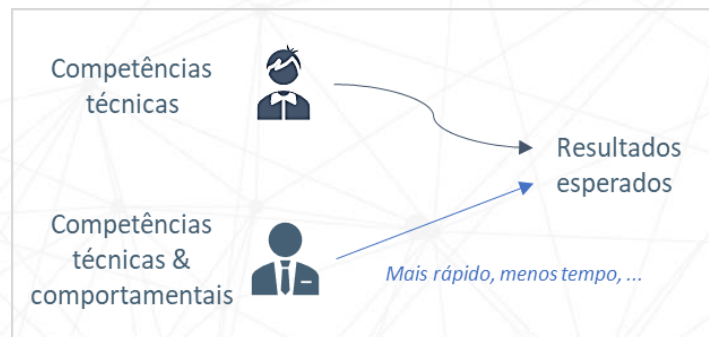 Competências
técnicas
Resultados
esperados
Competências
técnicas &
comportamentais
Mais rápido, menos tempo, ...